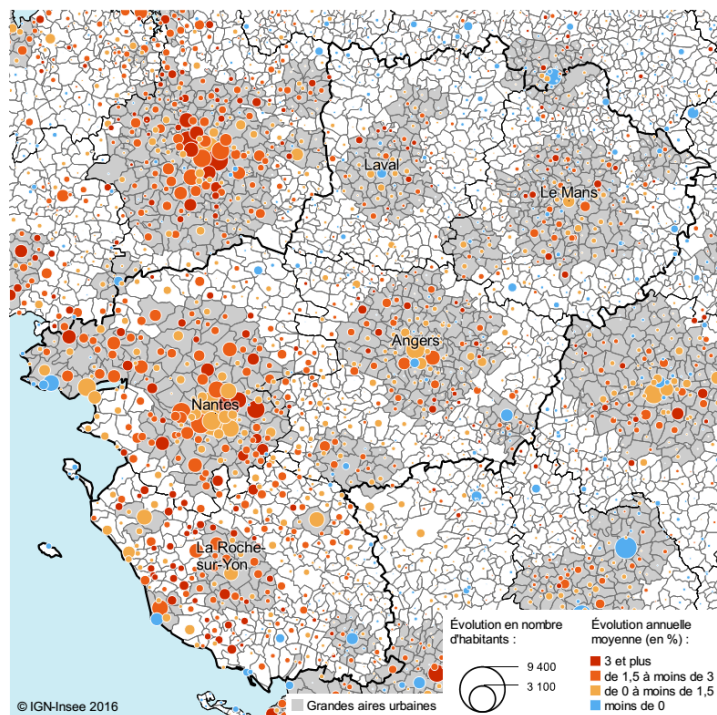 Laval
Le Mans
Angers
Nantes
La Roche-
sur-Yon
Évolution en nombre
d'habitants :
9 400
3 100
Évolution annuelle
moyenne (en %) :
3 et plus
de 1,5 à moins de 3
de 0 à moins de 1,5
moins de 0
© IGN-Insee 2016
Grandes aires urbaines